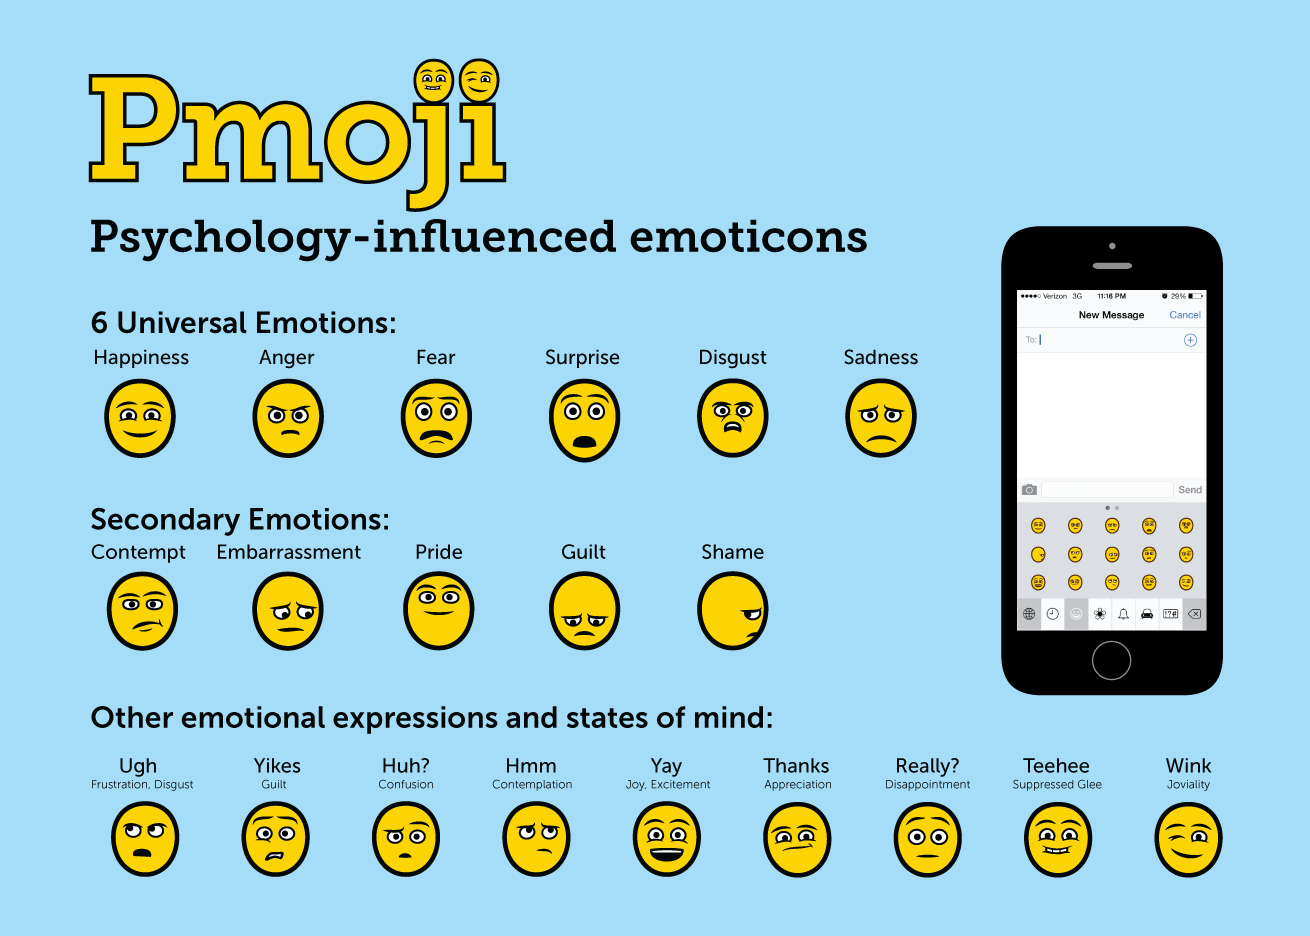 Pmoji
Psychology-influenced emoticons
6 Universal Emotions:
Happiness Anger Fear Surprise Disgust Sadness
Secondary Emotions:
Contempt Embarrassment Pride Guilt Shame
Other emotional expressions and states of mind:
Ugh Yikes Huh? Hmm Yay Thanks Really? Teehee Wink
Frustration, Disgust Guilt Confusion Contemplation Joy, Excitement Appreciation Disappointment Suppressed Glee Joviality
Verizon 3G 11:16 PM 29%
New Message Cancel
To:
Send
!?#